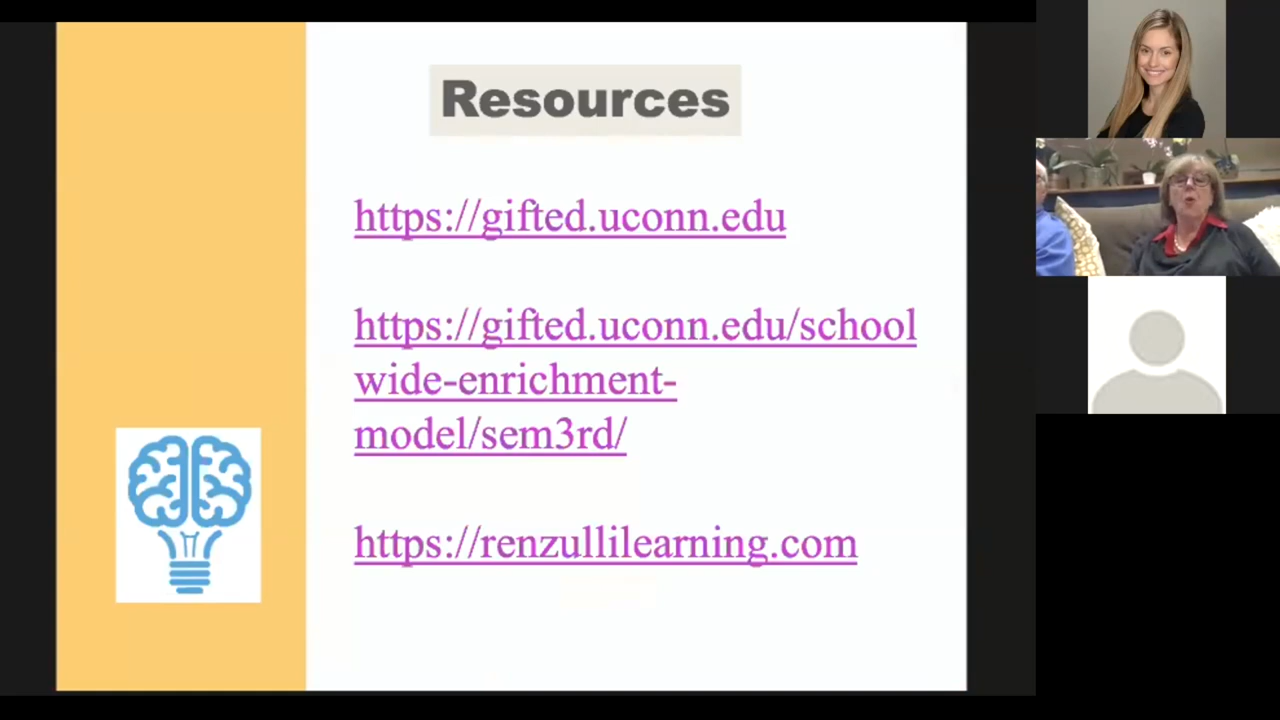 Resources
https://gifted.uconn.edu
https://gifted.uconn.edu/school
wide-enrichment-
model/sem3rd/
https://renzullilearning.com